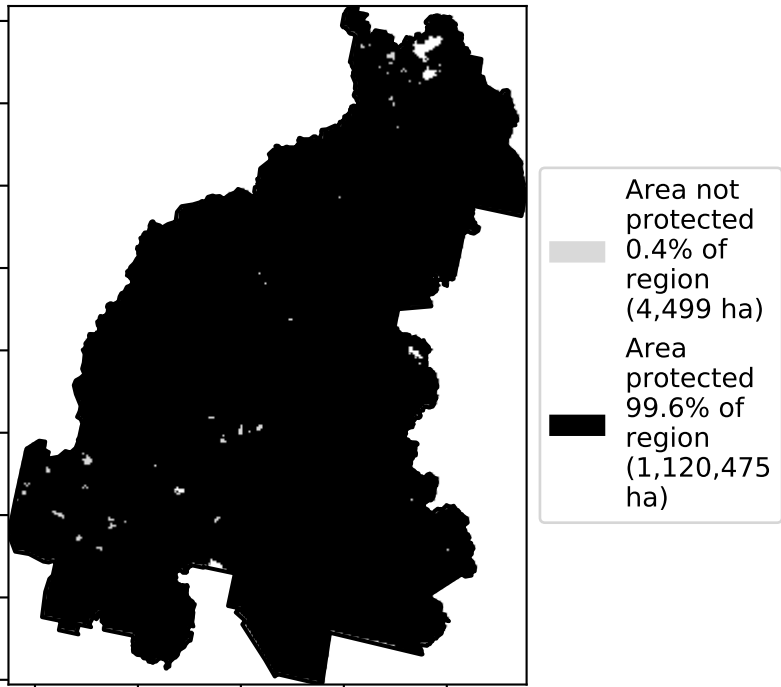 Area not
protected
0.4% of
region
(4,499 ha)
Area
protected
99.6% of
region
(1,120,475
ha)